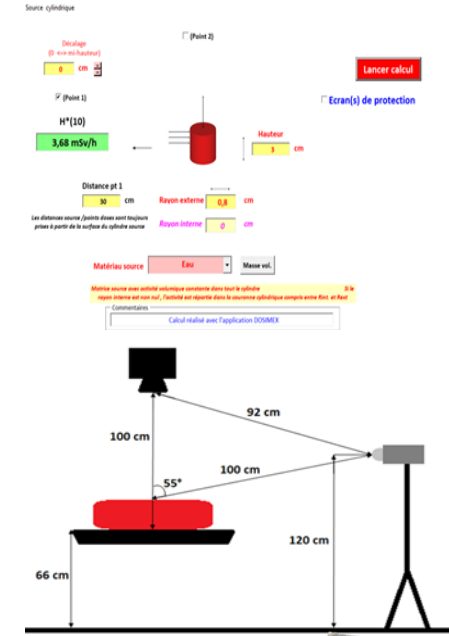 Source cylindrique
(Point 2)
Décalage
(0 <-> mi-hauteur)
0 cm
Lancer calcul
(Point 1)
Ecran(s) de protection
H*(10)
3,68 mSv/h
Hauteur
3 cm
Distance pt 1
30 cm
Rayon externe 0,8 cm
Les distances source /points doses sont toujours
prises à partir de la surface du cylindre source
Rayon interne 0 cm
Matériau source Eau Masse vol.
Matrice source avec activité volumique constante dans tout le cylindre Si le
rayon interne est non nul, l'activité est répartie dans la couronne cylindrique compris entre Rint. et Rext
Commentaires
Calcul réalisé avec l'application DOSIMEX
92 cm
100 cm
100 cm
55°
120 cm
66 cm